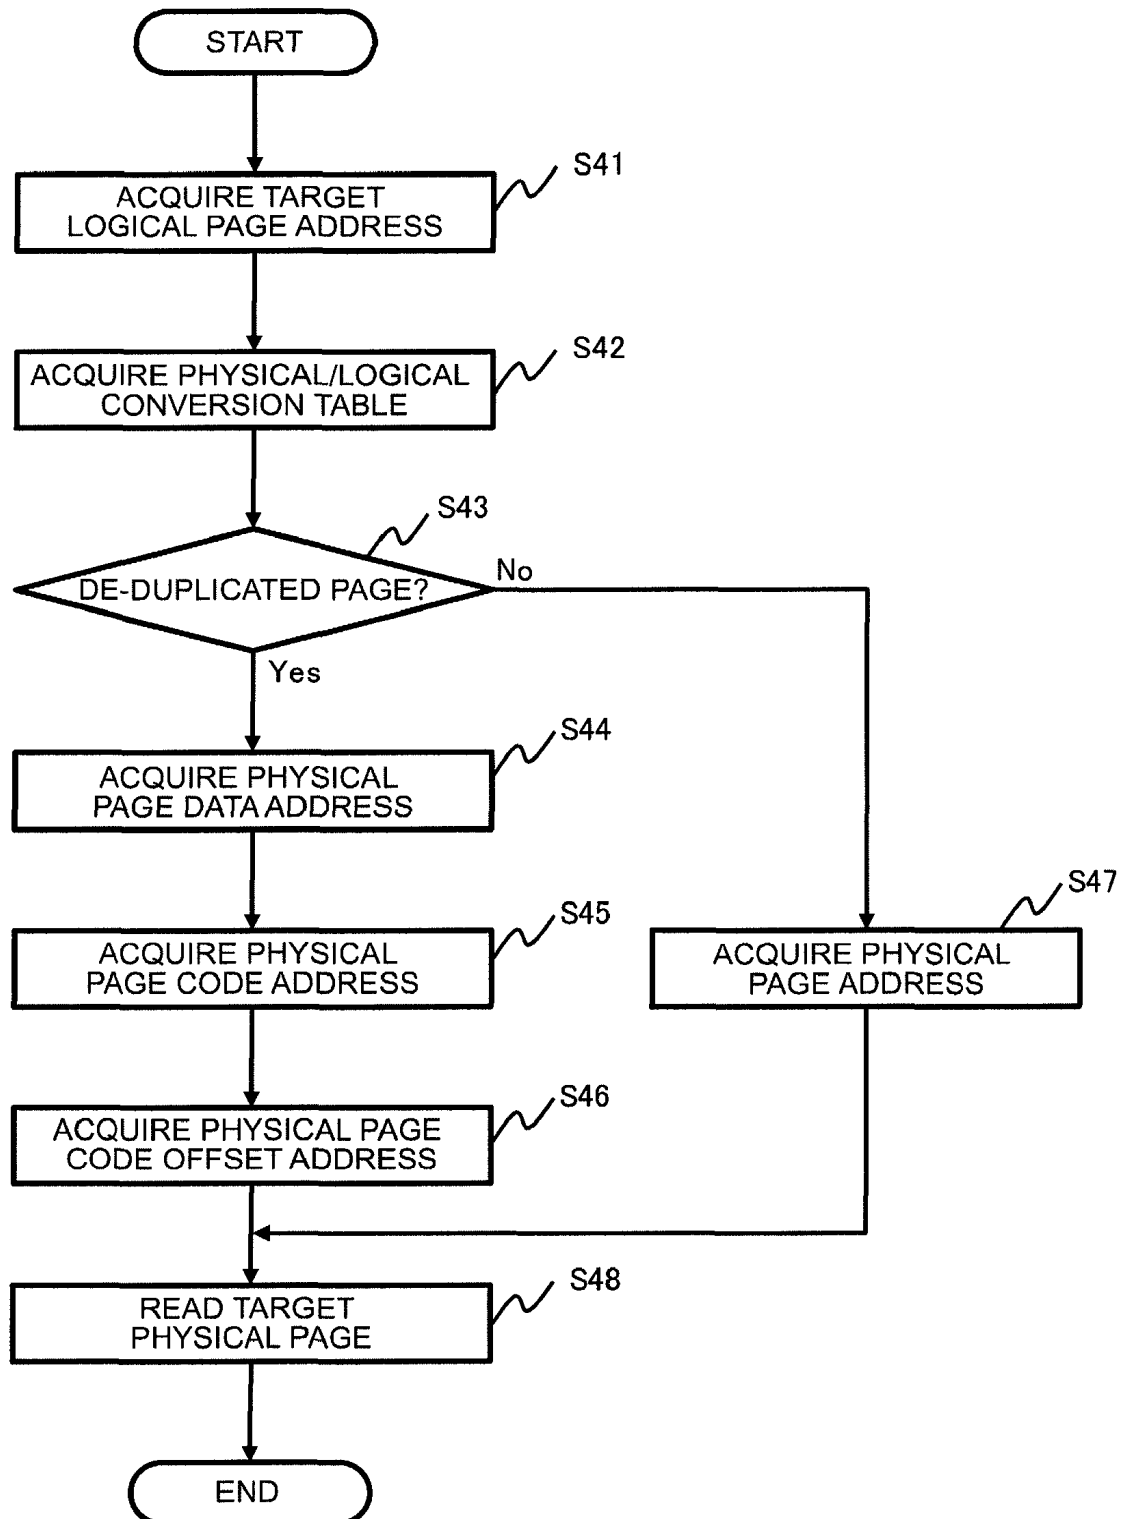 START
S41
ACQUIRE TARGET
LOGICAL PAGE ADDRESS
S42
ACQUIRE PHYSICAL/LOGICAL
CONVERSION TABLE
S43
DE-DUPLICATED PAGE?
No
Yes
S44
ACQUIRE PHYSICAL
PAGE DATA ADDRESS
S45
ACQUIRE PHYSICAL
PAGE CODE ADDRESS
S47
ACQUIRE PHYSICAL
PAGE ADDRESS
S46
ACQUIRE PHYSICAL PAGE
CODE OFFSET ADDRESS
S48
READ TARGET
PHYSICAL PAGE
END